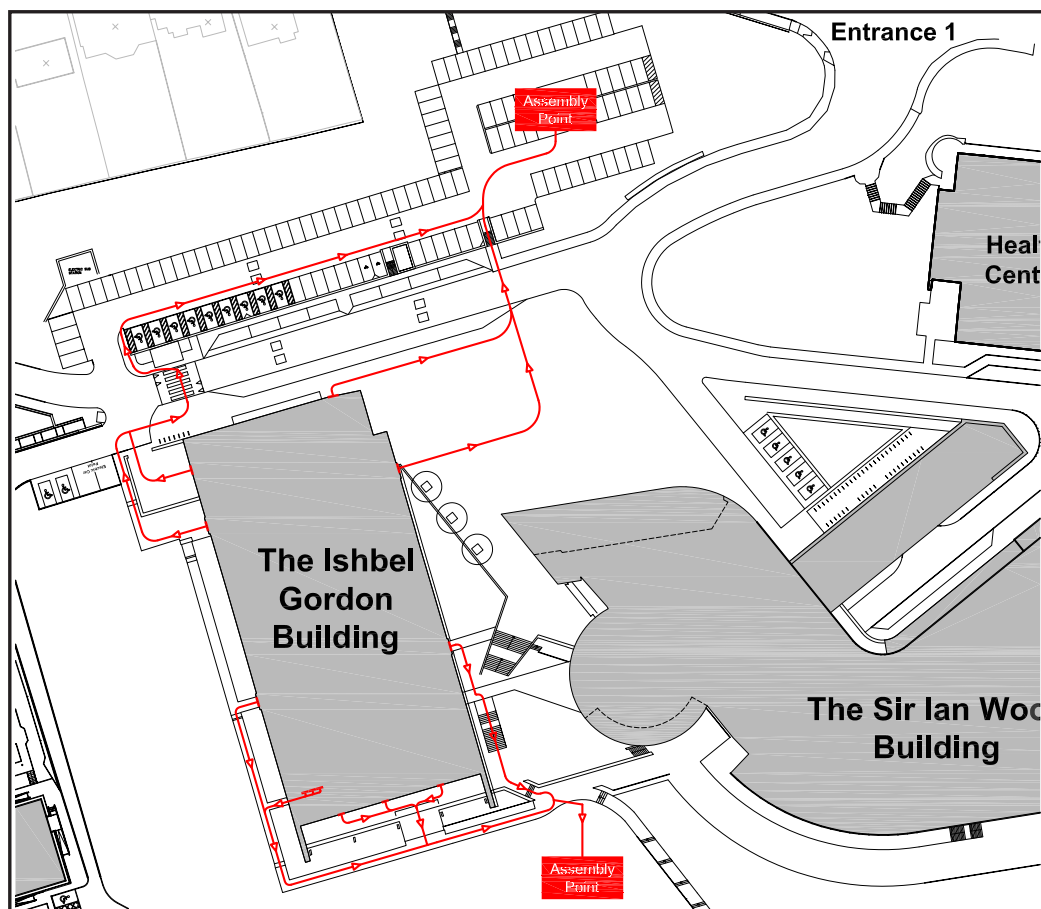 Entrance 1
Assembly
Point
Heal
Cent
The Ishbel
Gordon
Building
The Sir Ian Woo
Building
Assembly
Point